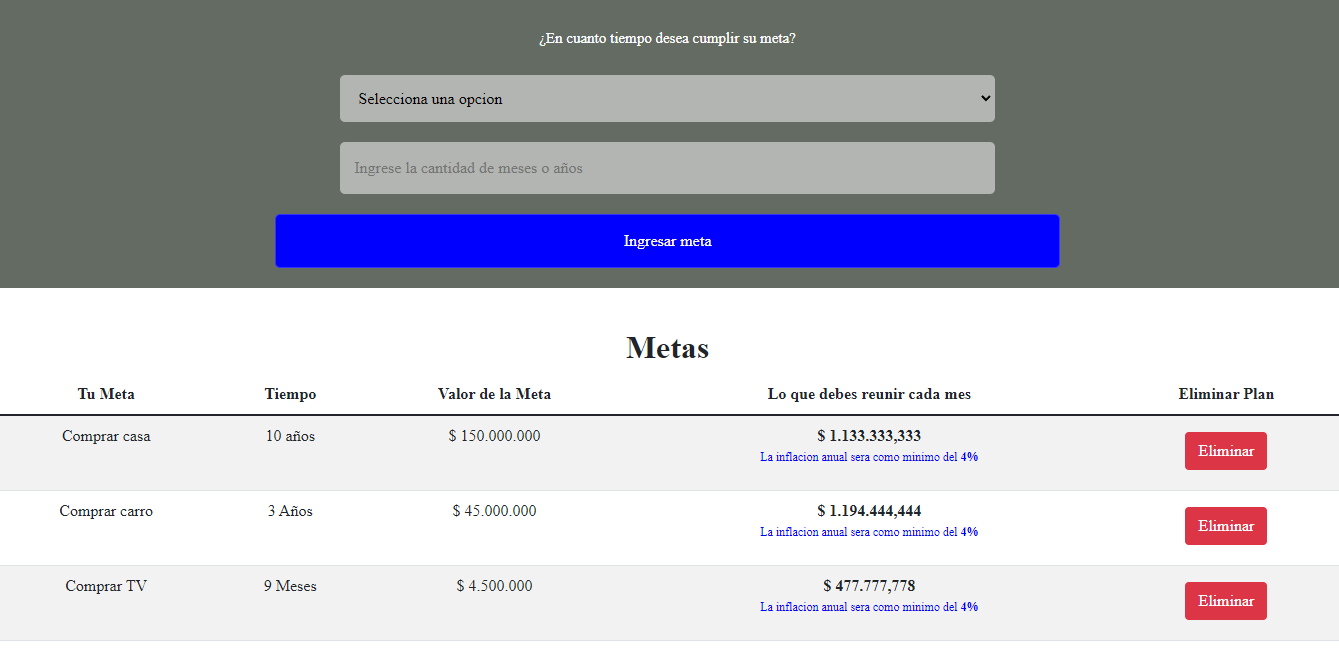 ¿En cuanto tiempo desea cumplir su meta?
Selecciona una opcion
Ingrese la cantidad de meses o años
Ingresar meta
Metas
Tu Meta Tiempo Valor de la Meta Lo que debes reunir cada mes Eliminar Plan
Comprar casa 10 años $ 150.000.000 $ 1.133.333,333 Eliminar
La inflacion anual sera como minimo del 4%
Comprar carro 3 Años $ 45.000.000 $ 1.194.444,444 Eliminar
La inflacion anual sera como minimo del 4%
Comprar TV 9 Meses $ 4.500.000 $ 477.777,778 Eliminar
La inflacion anual sera como minimo del 4%